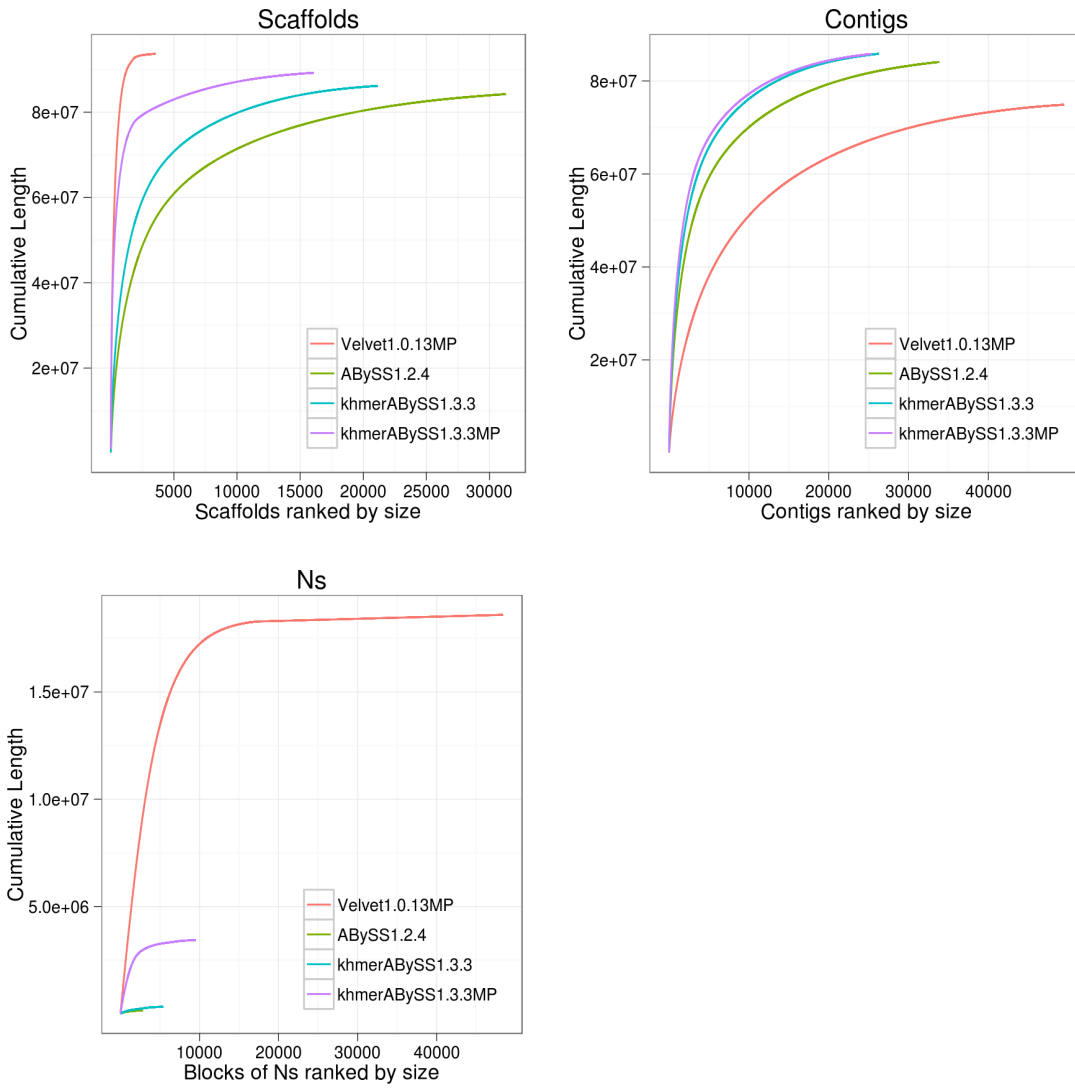 Scaffolds
Cumulative Length
8e+07
6e+07
4e+07
2e+07
Velvet1.0.13MP
ABySS1.2.4
khmerABySS1.3.3
khmerABySS1.3.3MP
5000 10000 15000 20000 25000 30000
Scaffolds ranked by size
Contigs
Cumulative Length
8e+07
6e+07
4e+07
2e+07
Velvet1.0.13MP
ABySS1.2.4
khmerABySS1.3.3
khmerABySS1.3.3MP
10000 20000 30000 40000
Contigs ranked by size
Ns
Cumulative Length
1.5e+07
1.0e+07
5.0e+06
Velvet1.0.13MP
ABySS1.2.4
khmerABySS1.3.3
khmerABySS1.3.3MP
10000 20000 30000 40000
Blocks of Ns ranked by size